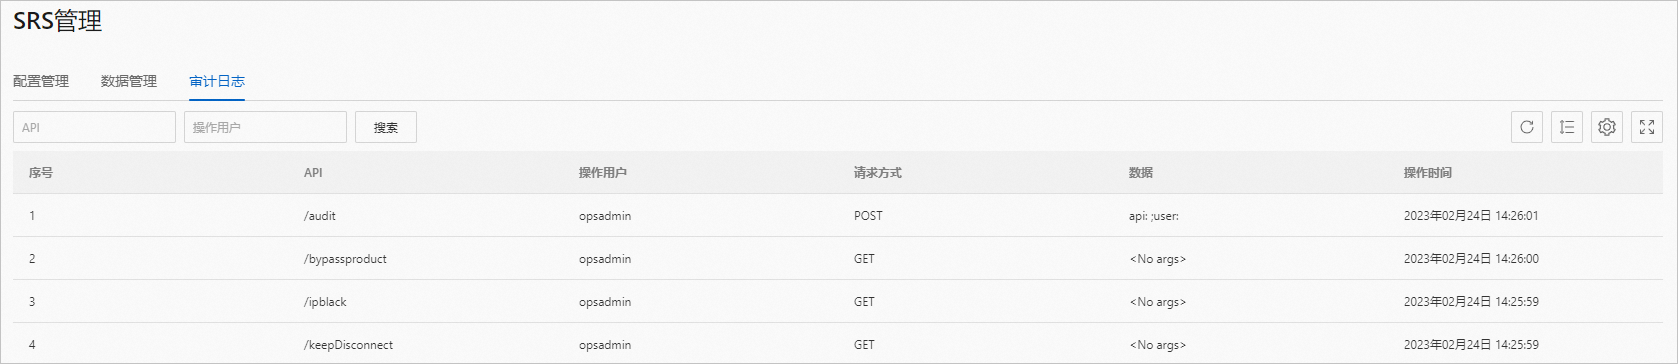 SRS管理
配置管理 数据管理 审计日志
API 操作用户 搜索
序号 API 操作用户 请求方式 数据 操作时间
1 /audit opsadmin POST api: ;user: 2023年02月24日 14:26:01
2 /bypassproduct opsadmin GET <No args> 2023年02月24日 14:26:00
3 /ipblack opsadmin GET <No args> 2023年02月24日 14:25:59
4 /keepDisconnect opsadmin GET <No args> 2023年02月24日 14:25:59